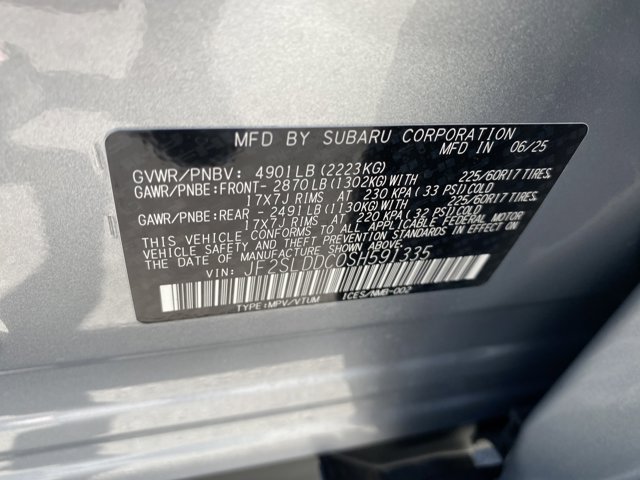 MFD BY SUBARU CORPORATION
MFD IN 06/25
GVWR/PNBV: 4901LB(2223KG)
GAWR/PNBE:FRONT- 2870LB(1302KG)WITH 225/60R17 TIRES.
17X7J RIMS AT 230 KPA(33 PSI)COLD
GAWR/PNBE:REAR - 2491LB(1130KG)WITH 225/60R17 TIRES.
17X7J RIMS AT 220 KPA(32 PSI)COLD
THIS VEHICLE CONFORMS TO ALL APPLICABLE FEDERAL MOTOR
VEHICLE SAFETY AND THEFT PREVENTION STANDARDS IN EFFECT ON
THE DATE OF MANUFACTURE SHOWN ABOVE.
VIN: JF2SLDDC0SH591335
TYPE:MPV/VTUM ICES/NMB-002